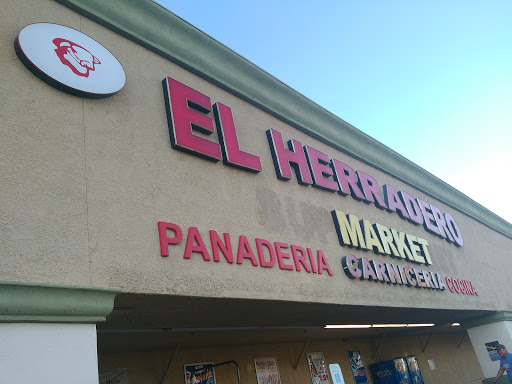 EL HERRADERO
MARKET
PANADERIA CARNICERIA COCINA